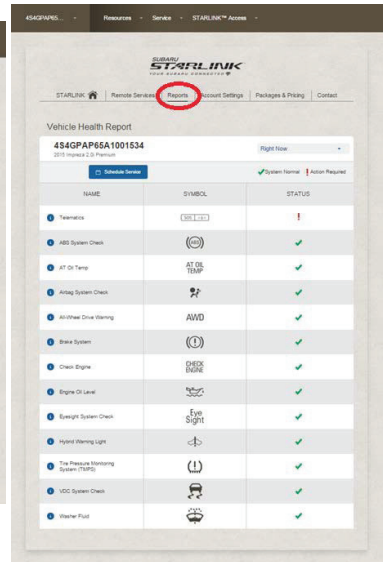 4S4GPAP65... Resources Service STARLINK™ Access
SUBARU
STARLINK
YOUR SUBARU CONNECTED
STARLINK Remote Services Reports Account Settings Packages & Pricing Contact
Vehicle Health Report
4S4GPAP65A1001534
2015 Impreza 2.0i Premium
Right Now
Schedule Service
System Normal Action Required
NAME SYMBOL STATUS
Telematics SOS
ABS System Check (ABS)
AT Oil Temp AT OIL
TEMP
Airbag System Check
All-Wheel Drive Warning AWD
Brake System (!)
Check Engine CHECK
ENGINE
Engine Oil Level
Eyesight System Check Eye
Sight
Hybrid Warning Light
Tire Pressure Monitoring
System (TMPS) (!)
VDC System Check
Washer Fluid